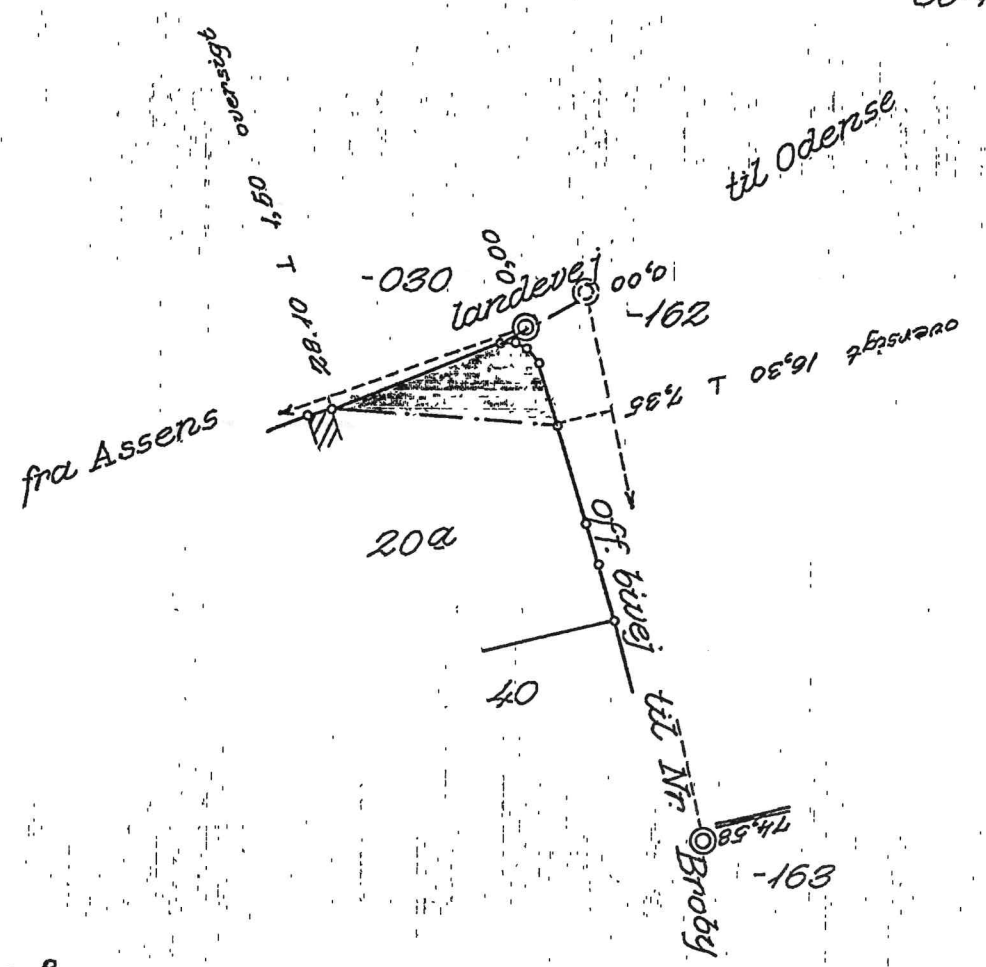 til Odense
oversigt
28.10 ⊥ 1,60
-030
0,00
landevej
0,00
-162
oversigt
7,35 ⊥ 16,30
fra Assens
20a
off. bivej til Nr. Broby
40
74,58
-163